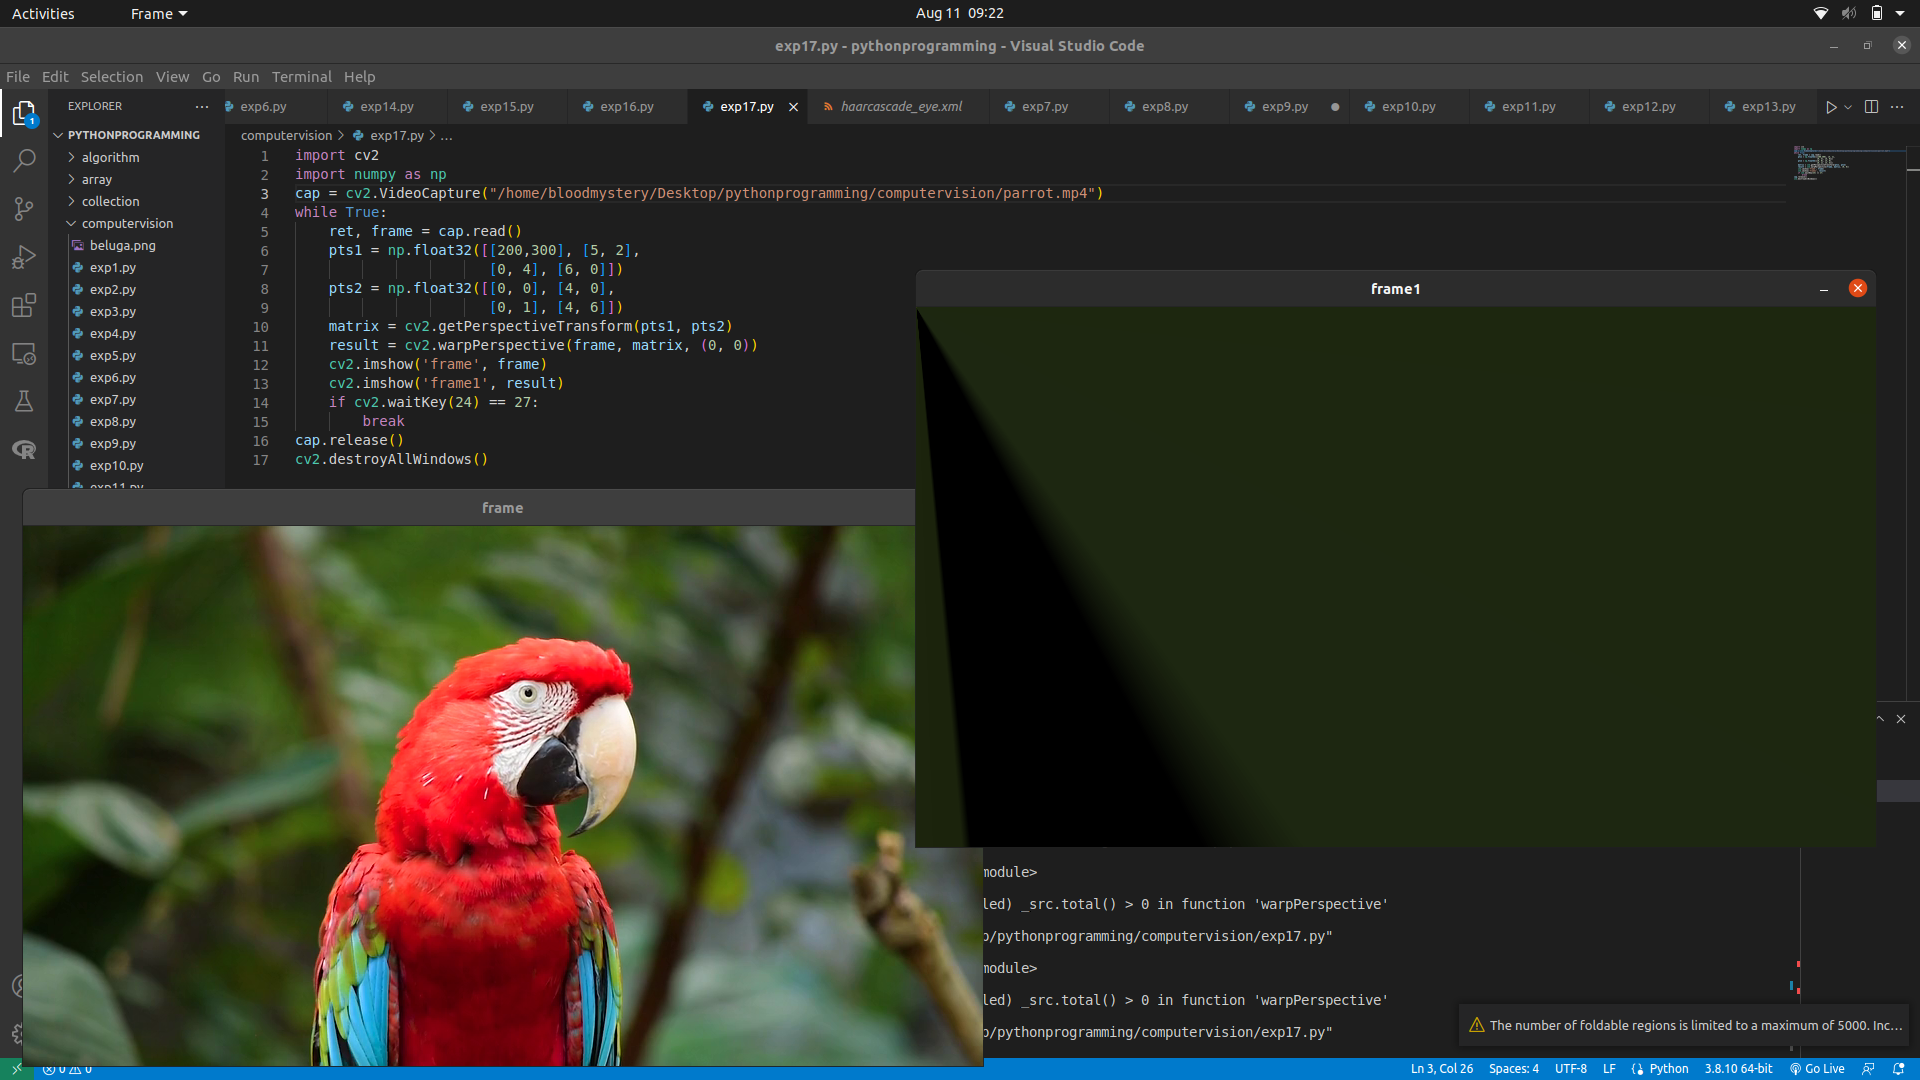 Activities Frame Aug 11 09:22
exp17.py - pythonprogramming - Visual Studio Code
File Edit Selection View Go Run Terminal Help
EXPLORER exp6.py exp14.py exp15.py exp16.py exp17.py haarcascade_eye.xml exp7.py exp8.py exp9.py exp10.py exp11.py exp12.py exp13.py
PYTHONPROGRAMMING
computervision > exp17.py > ...
algorithm
array
collection
computervision
beluga.png
exp1.py
exp2.py
exp3.py
exp4.py
exp5.py
exp6.py
exp7.py
exp8.py
exp9.py
exp10.py
exp11.py
1 import cv2
2 import numpy as np
3 cap = cv2.VideoCapture("/home/bloodmystery/Desktop/pythonprogramming/computervision/parrot.mp4")
4 while True:
5 ret, frame = cap.read()
6 pts1 = np.float32([[200,300], [5, 2],
7 [0, 4], [6, 0]])
8 pts2 = np.float32([[0, 0], [4, 0],
9 [0, 1], [4, 6]])
10 matrix = cv2.getPerspectiveTransform(pts1, pts2)
11 result = cv2.warpPerspective(frame, matrix, (0, 0))
12 cv2.imshow('frame', frame)
13 cv2.imshow('frame1', result)
14 if cv2.waitKey(24) == 27:
15 break
16 cap.release()
17 cv2.destroyAllWindows()
frame1
frame
module>
led) _src.total() > 0 in function 'warpPerspective'
p/pythonprogramming/computervision/exp17.py"
module>
led) _src.total() > 0 in function 'warpPerspective'
p/pythonprogramming/computervision/exp17.py"
The number of foldable regions is limited to a maximum of 5000. Inc...
0 0 Ln 3, Col 26 Spaces: 4 UTF-8 LF Python 3.8.10 64-bit Go Live